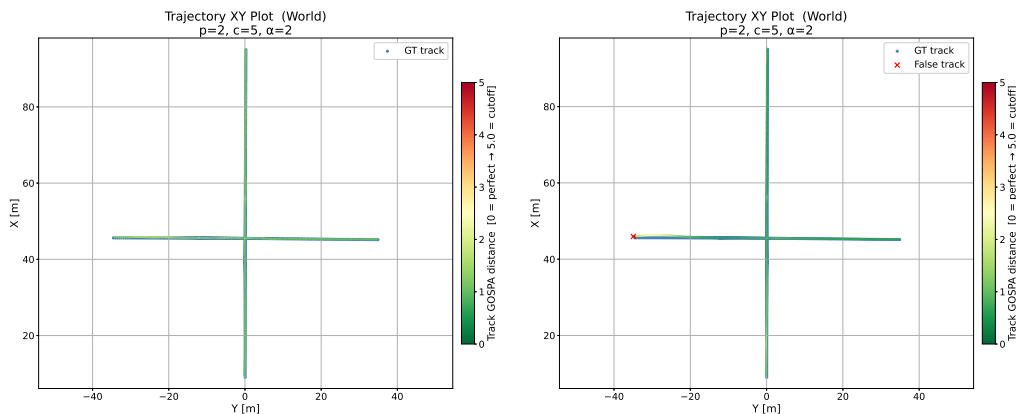 Trajectory XY Plot  (World)
p=2, c=5, α=2
GT track
X [m]
80
60
40
20
−40
−20
0
20
40
Y [m]
5
4
3
2
1
0
Track GOSPA distance  [0 = perfect → 5.0 = cutoff]
Trajectory XY Plot  (World)
p=2, c=5, α=2
GT track
False track
X [m]
80
60
40
20
−40
−20
0
20
40
Y [m]
5
4
3
2
1
0
Track GOSPA distance  [0 = perfect → 5.0 = cutoff]